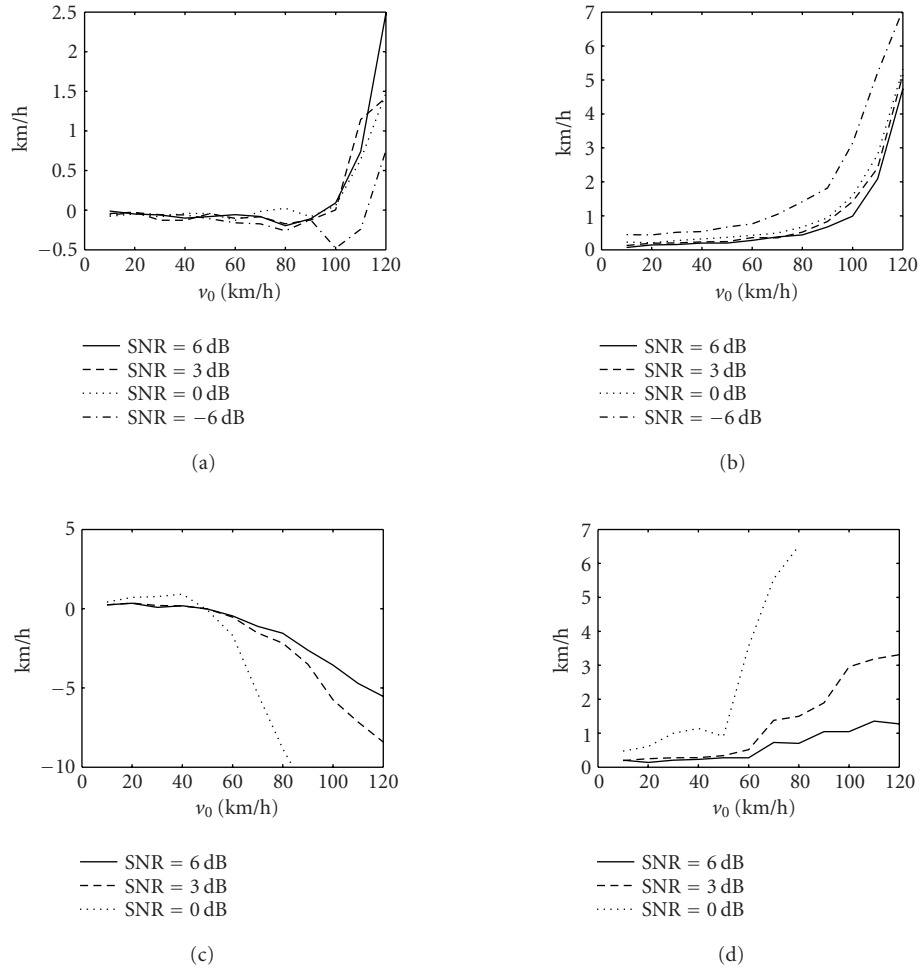 2.5
2
1.5
1
0.5
0
−0.5
km/h
0 20 40 60 80 100 120
v0 (km/h)
SNR = 6 dB
SNR = 3 dB
SNR = 0 dB
SNR = −6 dB
(a)
7
6
5
4
3
2
1
0
km/h
0 20 40 60 80 100 120
v0 (km/h)
SNR = 6 dB
SNR = 3 dB
SNR = 0 dB
SNR = −6 dB
(b)
5
0
−5
−10
km/h
0 20 40 60 80 100 120
v0 (km/h)
SNR = 6 dB
SNR = 3 dB
SNR = 0 dB
(c)
7
6
5
4
3
2
1
0
km/h
0 20 40 60 80 100 120
v0 (km/h)
SNR = 6 dB
SNR = 3 dB
SNR = 0 dB
(d)